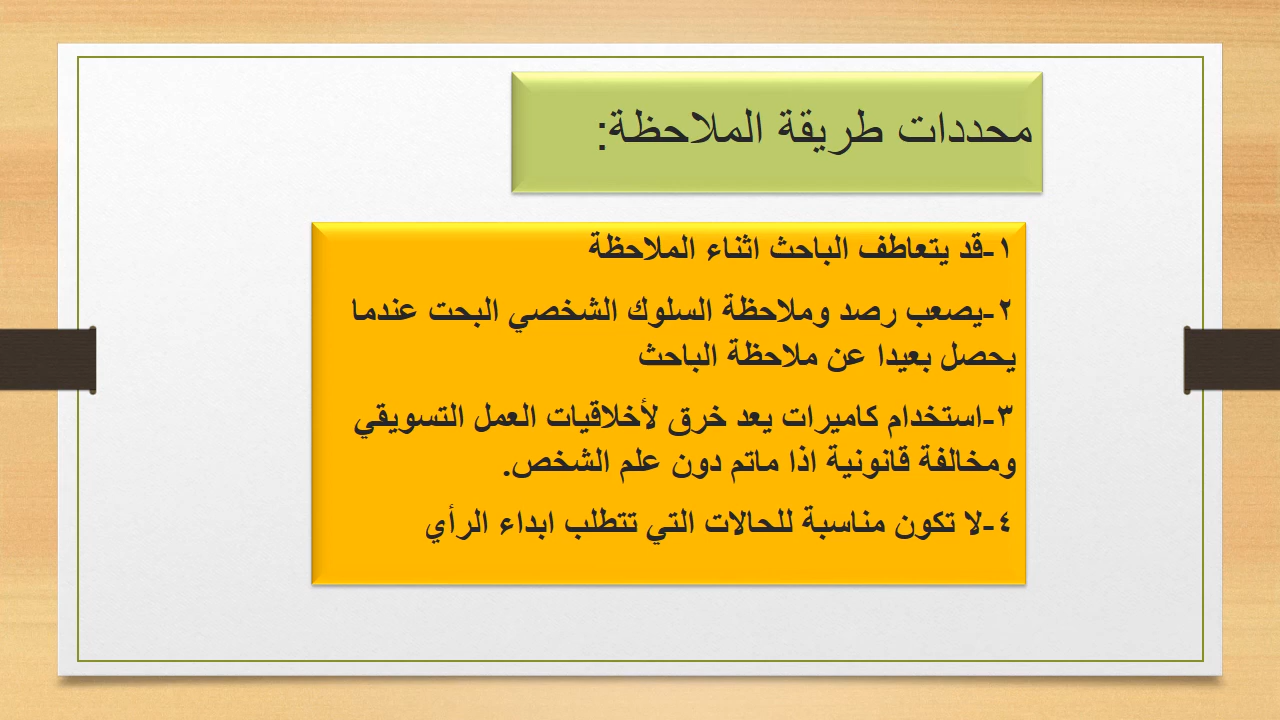 محددات طريقة الملاحظة:
١-قد يتعاطف الباحث اثناء الملاحظة
٢-يصعب رصد وملاحظة السلوك الشخصي البحت عندما
يحصل بعيدا عن ملاحظة الباحث
٣-استخدام كاميرات يعد خرق لأخلاقيات العمل التسويقي
ومخالفة قانونية اذا ماتم دون علم الشخص.
٤-لا تكون مناسبة للحالات التي تتطلب ابداء الرأي